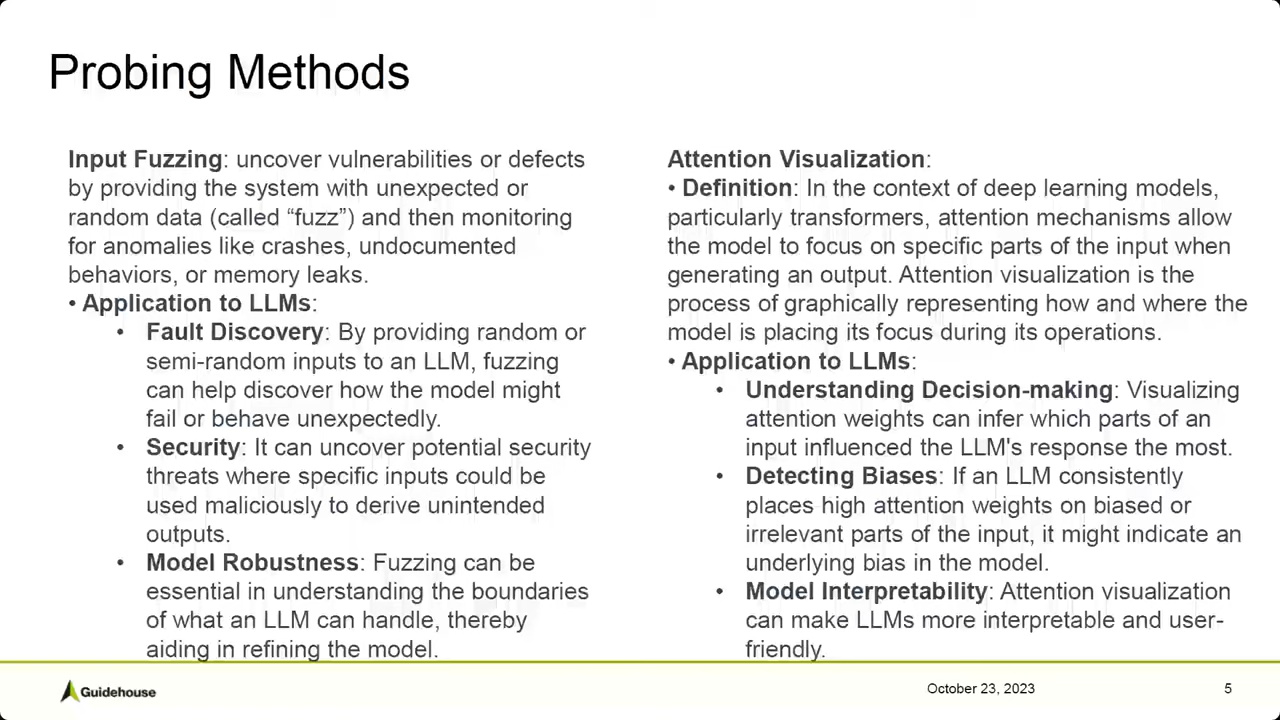 Probing Methods
Input Fuzzing: uncover vulnerabilities or defects
by providing the system with unexpected or
random data (called “fuzz”) and then monitoring
for anomalies like crashes, undocumented
behaviors, or memory leaks.
• Application to LLMs:
• Fault Discovery: By providing random or
semi-random inputs to an LLM, fuzzing
can help discover how the model might
fail or behave unexpectedly.
• Security: It can uncover potential security
threats where specific inputs could be
used maliciously to derive unintended
outputs.
• Model Robustness: Fuzzing can be
essential in understanding the boundaries
of what an LLM can handle, thereby
aiding in refining the model.
Attention Visualization:
• Definition: In the context of deep learning models,
particularly transformers, attention mechanisms allow
the model to focus on specific parts of the input when
generating an output. Attention visualization is the
process of graphically representing how and where the
model is placing its focus during its operations.
• Application to LLMs:
• Understanding Decision-making: Visualizing
attention weights can infer which parts of an
input influenced the LLM's response the most.
• Detecting Biases: If an LLM consistently
places high attention weights on biased or
irrelevant parts of the input, it might indicate an
underlying bias in the model.
• Model Interpretability: Attention visualization
can make LLMs more interpretable and user-
friendly.
Guidehouse
October 23, 2023
5